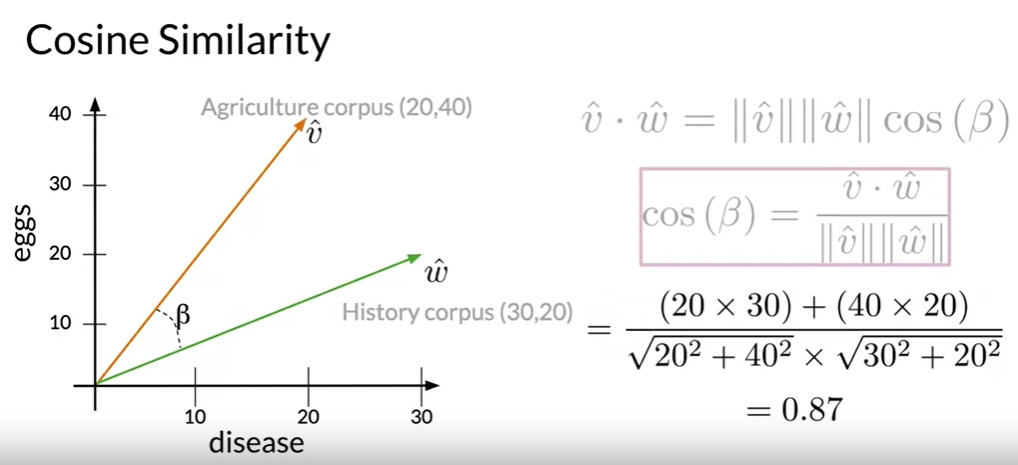 Cosine Similarity
40
30
20
10
eggs
Agriculture corpus (20,40)
v̂
ŵ
β
History corpus (30,20)
10
20
30
disease
v̂ · ŵ = ‖v̂‖‖ŵ‖ cos (β)
cos (β) = v̂ · ŵ / ‖v̂‖‖ŵ‖
= (20 × 30) + (40 × 20) / √20² + 40² × √30² + 20²
= 0.87